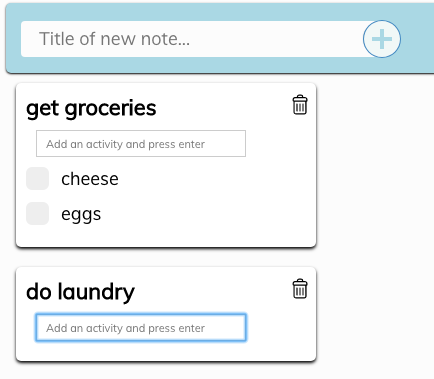 Title of new note...
get groceries
Add an activity and press enter
cheese
eggs
do laundry
Add an activity and press enter